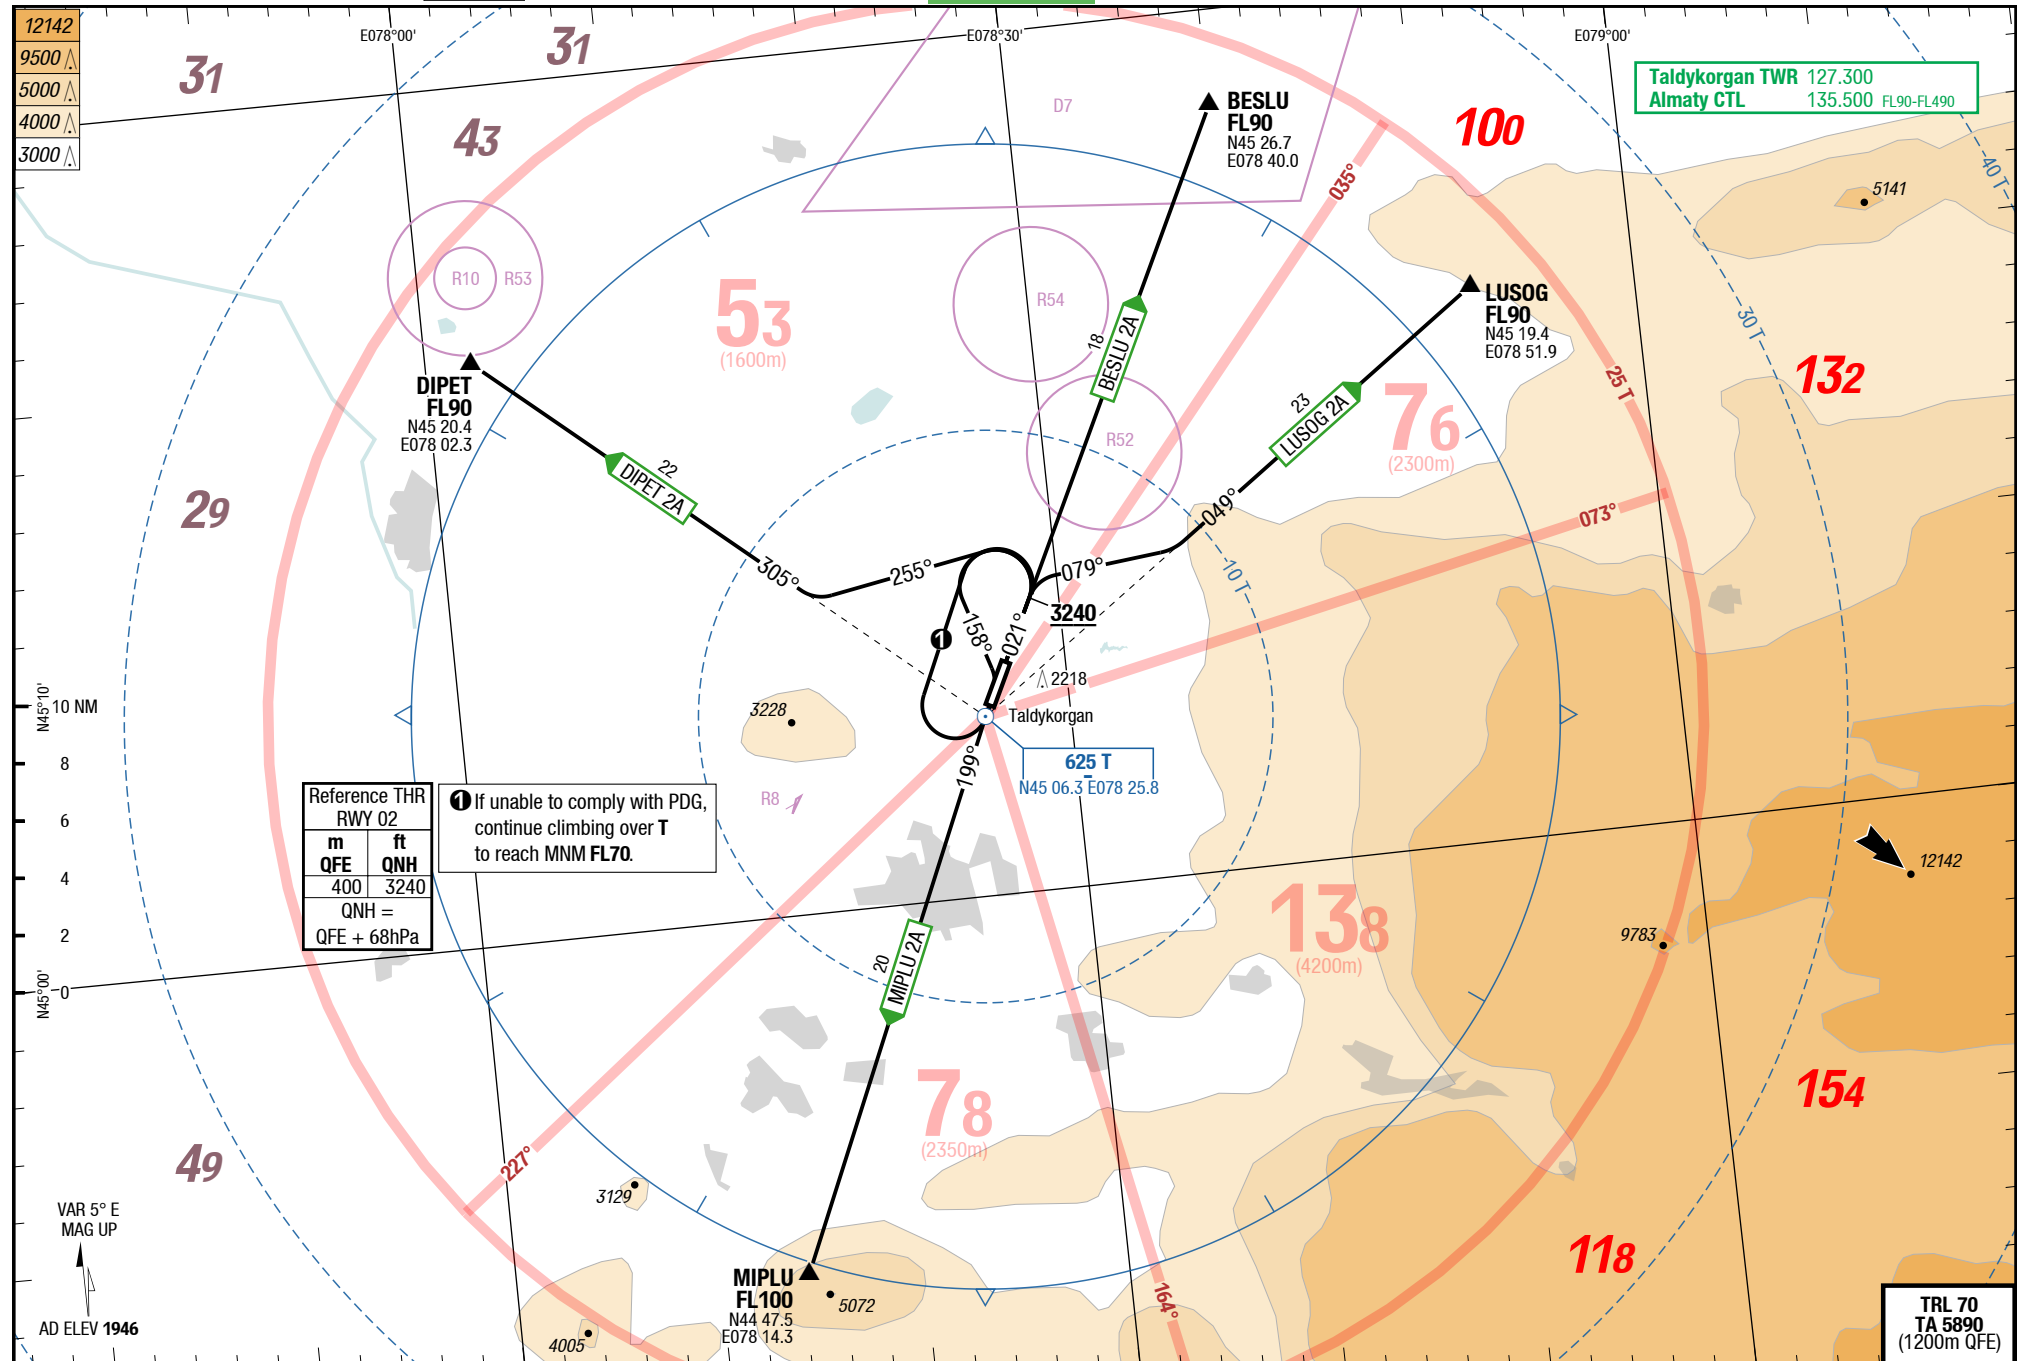 12142
9500
5000
4000
3000
31
31
E078°00'
E078°30'
E079°00'
Taldykorgan TWR 127.300
Almaty CTL 135.500 FL90-FL490
43
D7
BESLU
FL90
N45 26.7
E078 40.0
100
035°
40 T
5141
R10
R53
R54
53
(1600m)
LUSOG
FL90
N45 19.4
E078 51.9
30 T
18
BESLU 2A
DIPET
FL90
N45 20.4
E078 02.3
25 T
132
23
LUSOG 2A
76
(2300m)
R52
22
DIPET 2A
29
049°
073°
305°
255°
079°
10 T
3240
1
158°
021°
2218
N45°10'
10 NM
3228
Taldykorgan
8
199°
625 T
–
N45 06.3 E078 25.8
R8
Reference THR
RWY 02
m ft
QFE QNH
400 3240
QNH =
QFE + 68hPa
1 If unable to comply with PDG,
continue climbing over T
to reach MNM FL70.
6
4
2
0
N45°00'
12142
138
(4200m)
9783
20
MIPLU 2A
78
(2350m)
154
49
227°
3129
VAR 5° E
MAG UP
118
MIPLU
FL100
N44 47.5
E078 14.3
5072
164°
4005
AD ELEV 1946
TRL 70
TA 5890
(1200m QFE)